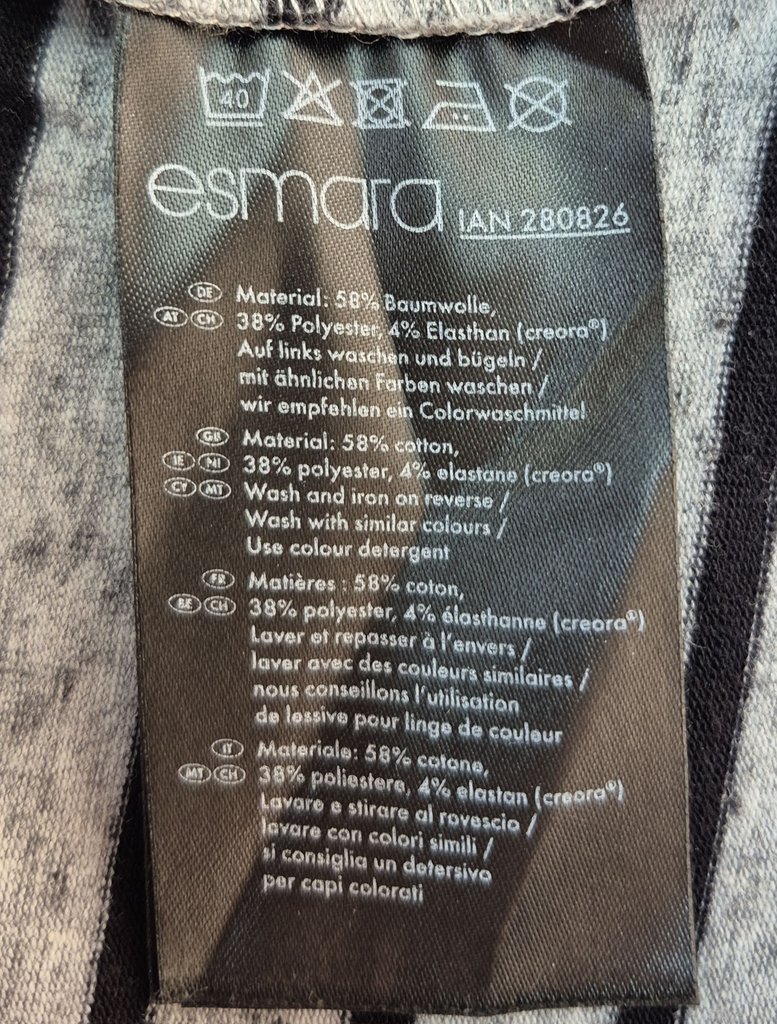 40
esmara IAN 280826
DE Material: 58% Baumwolle,
AT CH 38% Polyester, 4% Elasthan (creora®)
Auf links waschen und bügeln /
mit ähnlichen Farben waschen /
wir empfehlen ein Colorwaschmittel
GB Material: 58% cotton,
IE NI 38% polyester, 4% elastane (creora®)
CY MT Wash and iron on reverse /
Wash with similar colours /
Use colour detergent
FR Matières : 58% coton,
BE CH 38% polyester, 4% élasthanne (creora®)
Laver et repasser à l'envers /
laver avec des couleurs similaires /
nous conseillons l'utilisation
de lessive pour linge de couleur
IT Materiale: 58% cotone,
MT CH 38% poliestere, 4% elastan (creora®)
Lavare e stirare al rovescio /
lavare con colori simili /
si consiglia un detersivo
per capi colorati